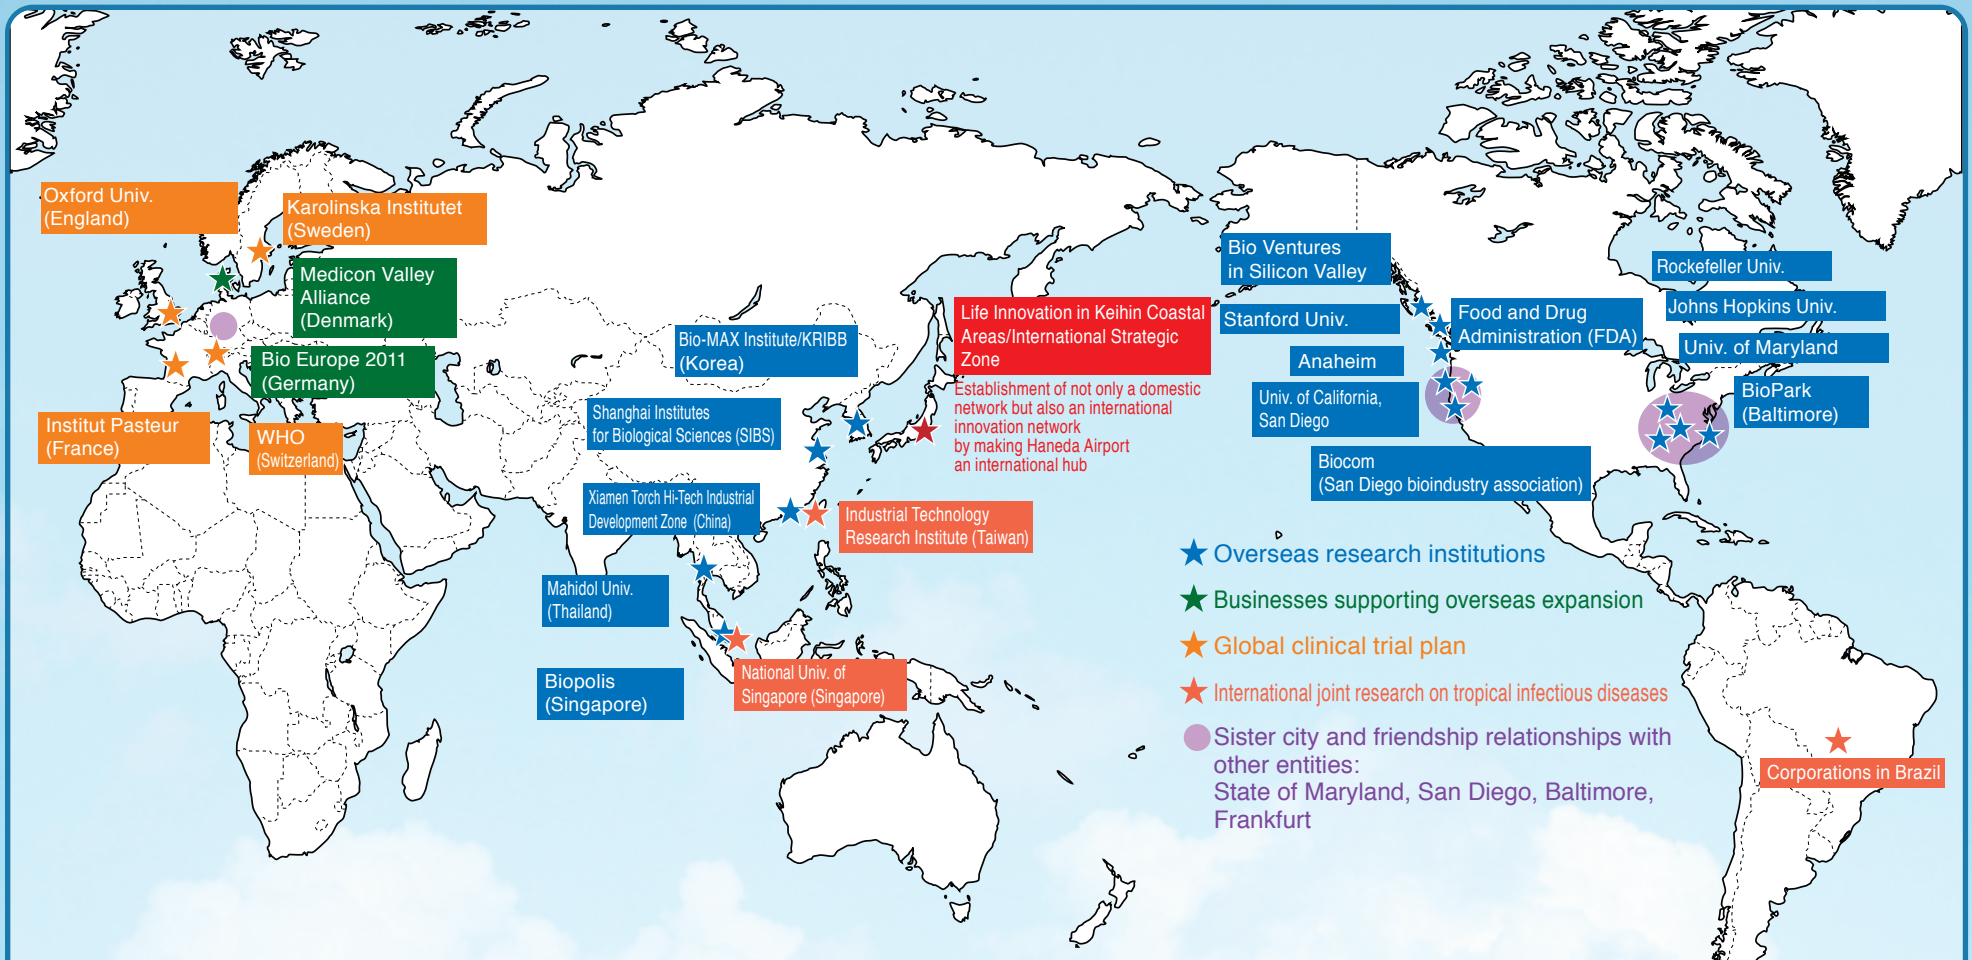 Oxford Univ.
(England)
Karolinska Institutet
(Sweden)
Medicon Valley
Alliance
(Denmark)
Bio Europe 2011
(Germany)
Institut Pasteur
(France)
WHO
(Switzerland)
Bio-MAX Institute/KRIBB
(Korea)
Shanghai Institutes
for Biological Sciences (SIBS)
Xiamen Torch Hi-Tech Industrial
Development Zone (China)
Mahidol Univ.
(Thailand)
Biopolis
(Singapore)
National Univ. of
Singapore (Singapore)
Industrial Technology
Research Institute (Taiwan)
Life Innovation in Keihin Coastal
Areas/International Strategic
Zone
Establishment of not only a domestic
network but also an international
innovation network
by making Haneda Airport
an international hub
Bio Ventures
in Silicon Valley
Stanford Univ.
Anaheim
Univ. of California,
San Diego
Biocom
(San Diego bioindustry association)
Food and Drug
Administration (FDA)
Rockefeller Univ.
Johns Hopkins Univ.
Univ. of Maryland
BioPark
(Baltimore)
Overseas research institutions
Businesses supporting overseas expansion
Global clinical trial plan
International joint research on tropical infectious diseases
Sister city and friendship relationships with
other entities:
State of Maryland, San Diego, Baltimore,
Frankfurt
Corporations in Brazil